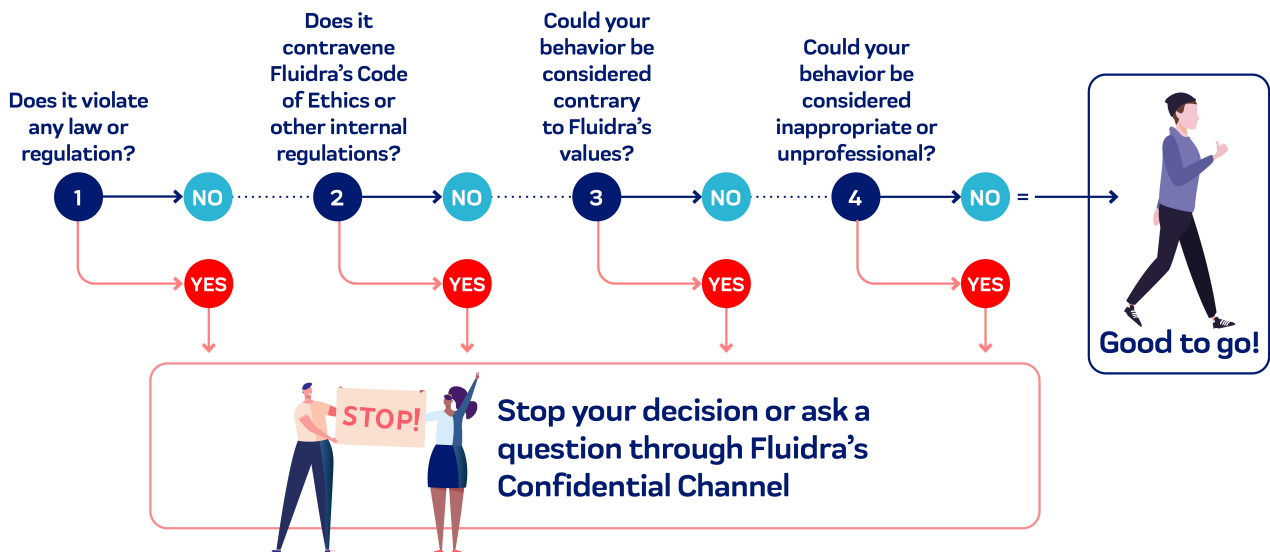 Does it violate
any law or
regulation?
Does it
contravene
Fluidra’s Code
of Ethics or
other internal
regulations?
Could your
behavior be
considered
contrary
to Fluidra’s
values?
Could your
behavior be
considered
inappropriate or
unprofessional?
1 NO 2 NO 3 NO 4 NO =
YES YES YES YES
Good to go!
STOP!
Stop your decision or ask a
question through Fluidra’s
Confidential Channel